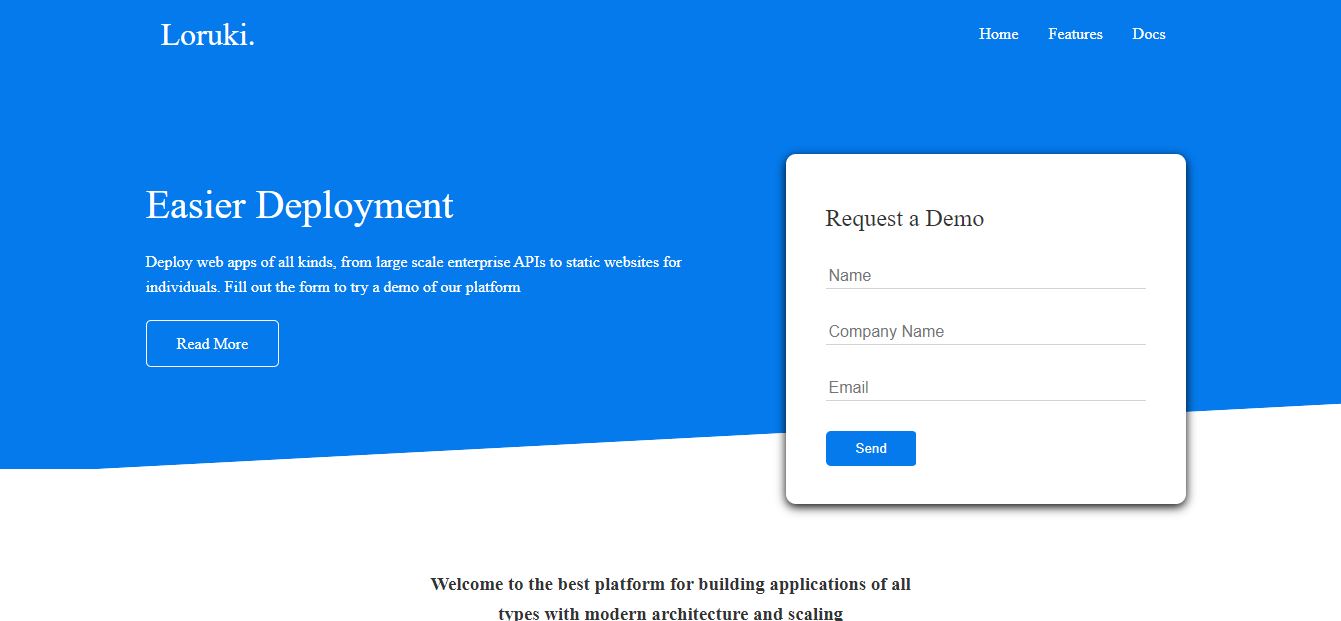 Loruki.
Home Features Docs
Easier Deployment
Deploy web apps of all kinds, from large scale enterprise APIs to static websites for
individuals. Fill out the form to try a demo of our platform
Read More
Request a Demo
Name
Company Name
Email
Send
Welcome to the best platform for building applications of all
types with modern architecture and scaling